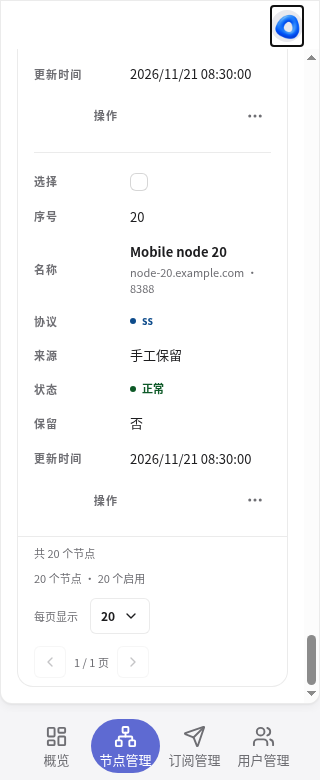 更新时间 2026/11/21 08:30:00
操作 •••
选择
序号 20
名称 Mobile node 20
node-20.example.com ・
8388
协议 ss
来源 手工保留
状态 正常
保留 否
更新时间 2026/11/21 08:30:00
操作 •••
共 20 个节点
20 个节点 ・ 20 个启用
每页显示 20
1 / 1 页
概览 节点管理 订阅管理 用户管理